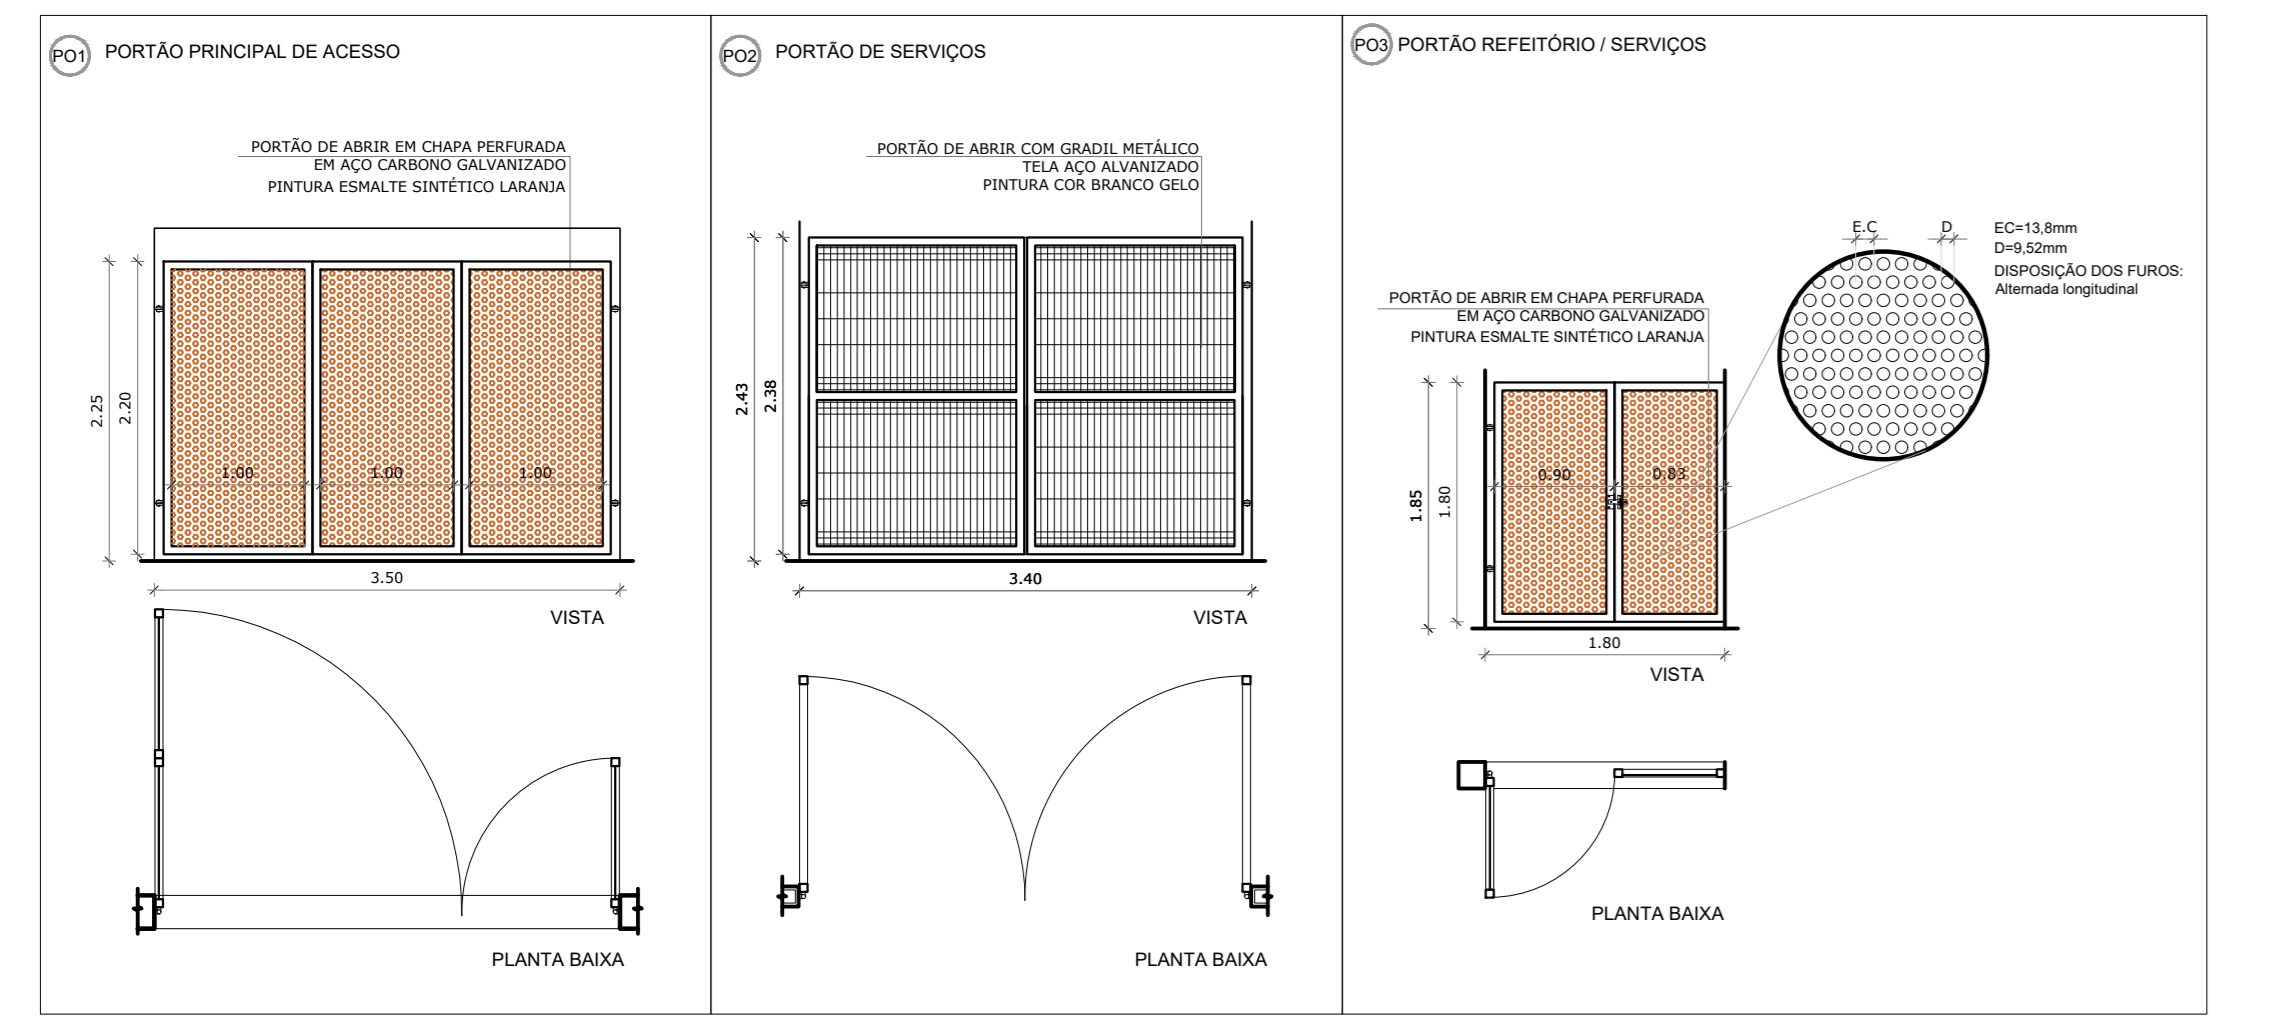 PO1 PORTÃO PRINCIPAL DE ACESSO
PORTÃO DE ABRIR EM CHAPA PERFURADA
EM AÇO CARBONO GALVANIZADO
PINTURA ESMALTE SINTÉTICO LARANJA
2.25
2.20
1.00
1.00
1.00
3.50
VISTA
PLANTA BAIXA
PO2 PORTÃO DE SERVIÇOS
PORTÃO DE ABRIR COM GRADIL METÁLICO
TELA AÇO ALVANIZADO
PINTURA COR BRANCO GELO
2.43
2.38
3.40
VISTA
PLANTA BAIXA
PO3 PORTÃO REFEITÓRIO / SERVIÇOS
E.C
D
EC=13,8mm
D=9,52mm
DISPOSIÇÃO DOS FUROS:
Alternada longitudinal
PORTÃO DE ABRIR EM CHAPA PERFURADA
EM AÇO CARBONO GALVANIZADO
PINTURA ESMALTE SINTÉTICO LARANJA
1.85
1.80
0.90
0.83
1.80
VISTA
PLANTA BAIXA